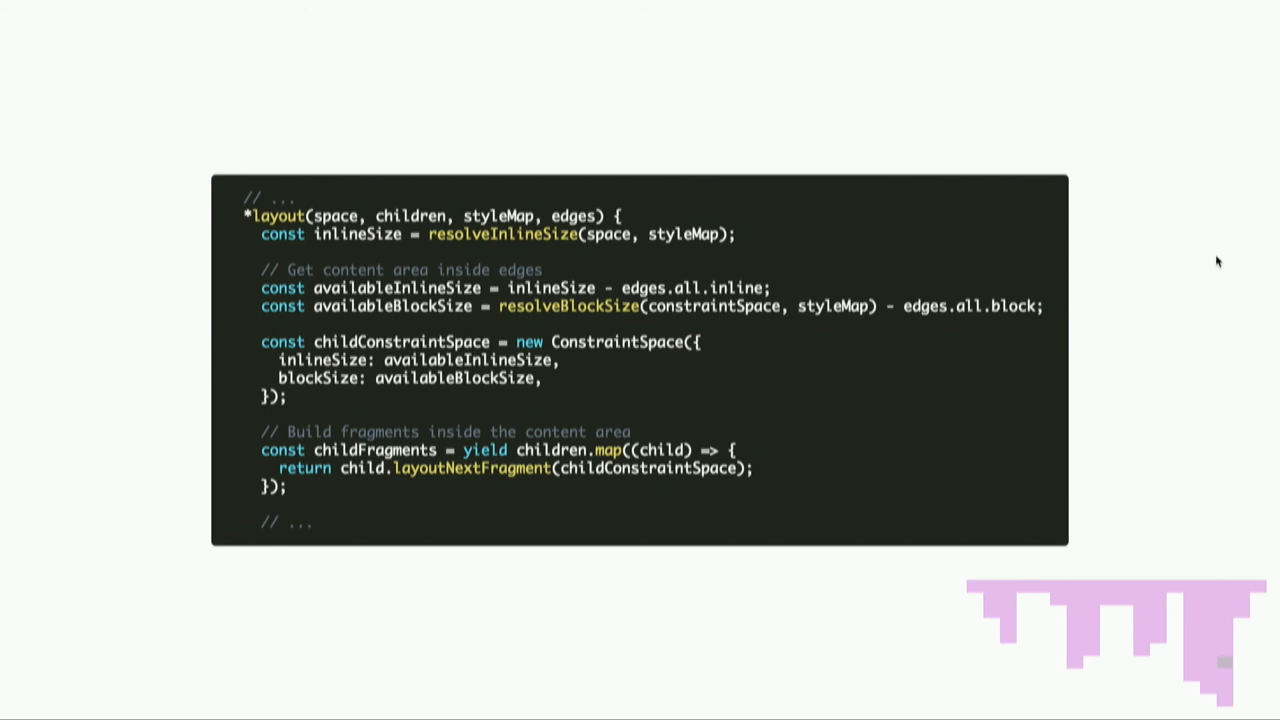 // ...
*layout(space, children, styleMap, edges) {
const inlineSize = resolveInlineSize(space, styleMap);
// Get content area inside edges
const availableInlineSize = inlineSize - edges.all.inline;
const availableBlockSize = resolveBlockSize(constraintSpace, styleMap) - edges.all.block;
const childConstraintSpace = new ConstraintSpace({
inlineSize: availableInlineSize,
blockSize: availableBlockSize,
});
// Build fragments inside the content area
const childFragments = yield children.map((child) => {
return child.layoutNextFragment(childConstraintSpace);
});
// ...